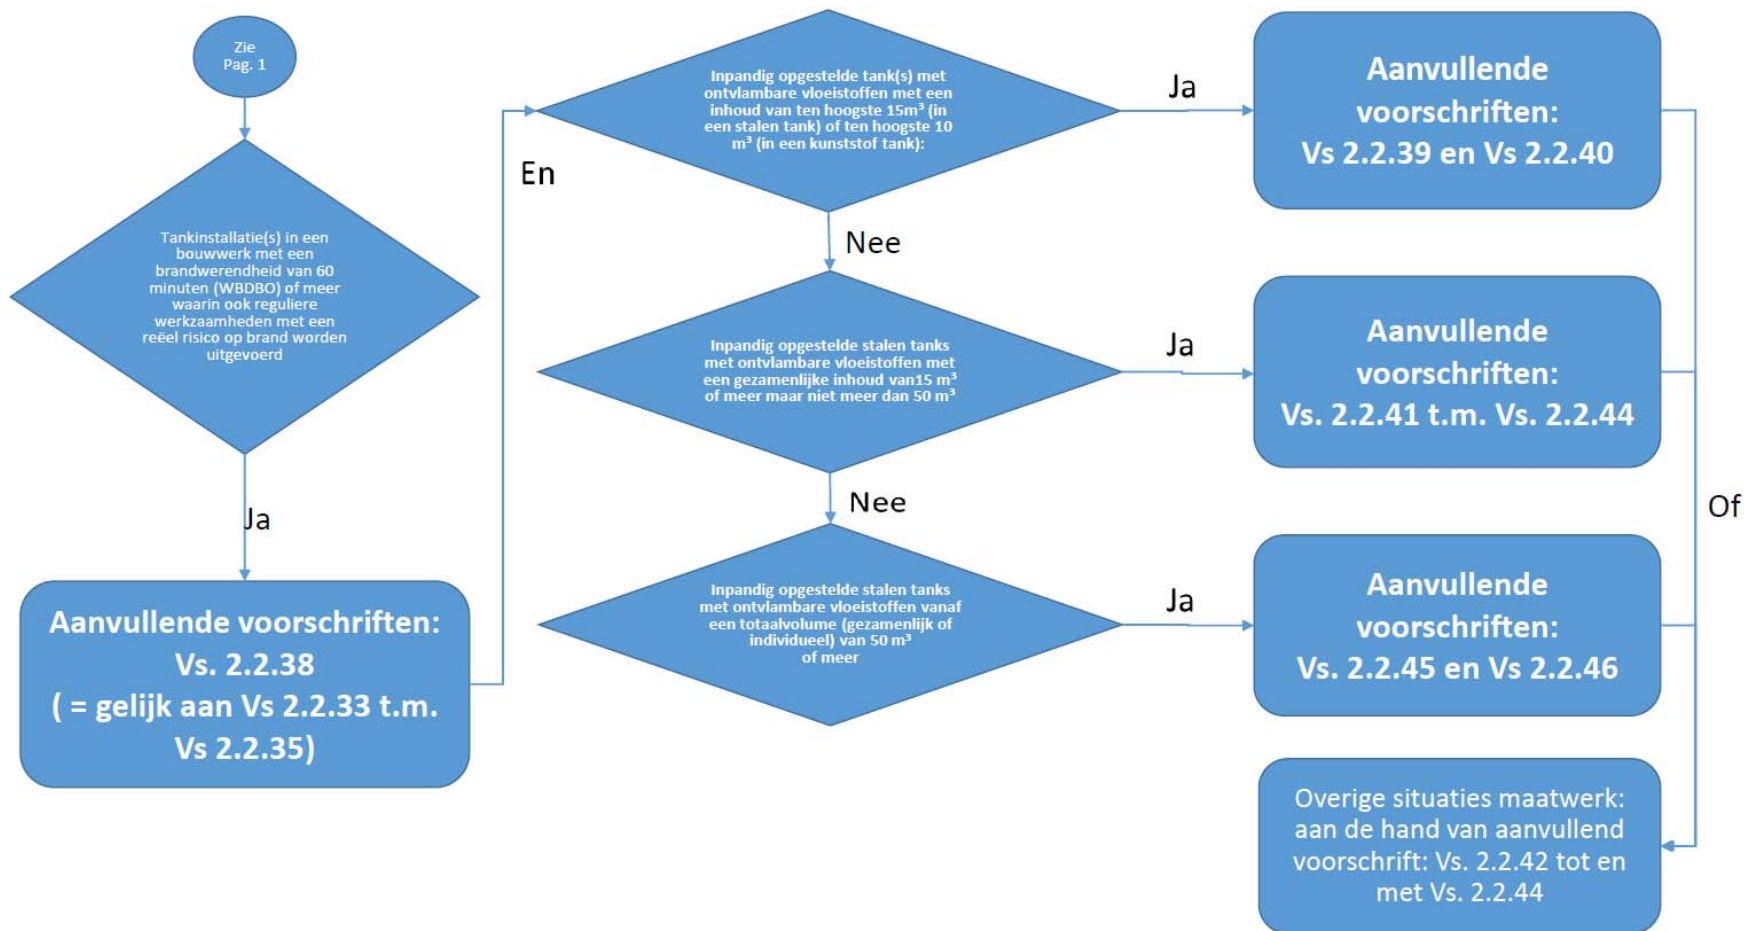 Zie
Pag. 1
Tankinstallatie(s) in een
bouwwerk met een
brandwerendheid van 60
minuten (WBDBO) of meer
waarin ook reguliere
werkzaamheden met een
reëel risico op brand worden
uitgevoerd
Ja
Aanvullende voorschriften:
Vs. 2.2.38
( = gelijk aan Vs 2.2.33 t.m.
Vs 2.2.35)
En
Inpandig opgestelde tank(s) met
ontvlambare vloeistoffen met een
inhoud van ten hoogste 15m³ (in
een stalen tank) of ten hoogste 10
m³ (in een kunststof tank):
Ja
Aanvullende
voorschriften:
Vs 2.2.39 en Vs 2.2.40
Nee
Inpandig opgestelde stalen tanks
met ontvlambare vloeistoffen met
een gezamenlijke inhoud van15 m³
of meer maar niet meer dan 50 m³
Ja
Aanvullende
voorschriften:
Vs. 2.2.41 t.m. Vs. 2.2.44
Nee
Inpandig opgestelde stalen tanks
met ontvlambare vloeistoffen vanaf
een totaalvolume (gezamenlijk of
individueel) van 50 m³
of meer
Ja
Aanvullende
voorschriften:
Vs. 2.2.45 en Vs 2.2.46
Of
Overige situaties maatwerk:
aan de hand van aanvullend
voorschrift: Vs. 2.2.42 tot en
met Vs. 2.2.44